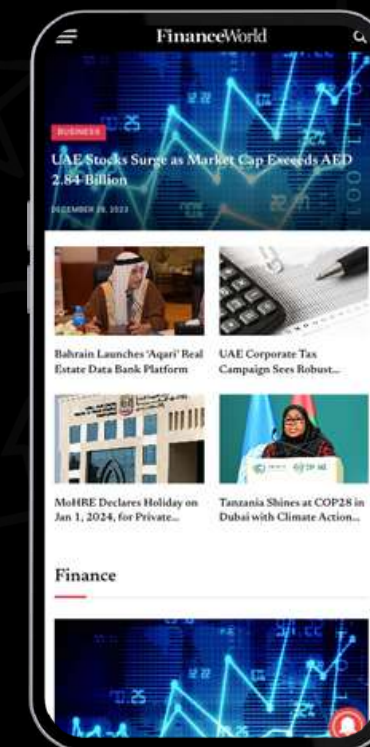 FinanceWorld
BUSINESS
UAE Stocks Surge as Market Cap Exceeds AED
2.84 Billion
DECEMBER 29, 2023
Bahrain Launches ‘Aqari’ Real
Estate Data Bank Platform
UAE Corporate Tax
Campaign Sees Robust...
MoHRE Declares Holiday on
Jan 1, 2024, for Private...
Tanzania Shines at COP28 in
Dubai with Climate Action...
Finance